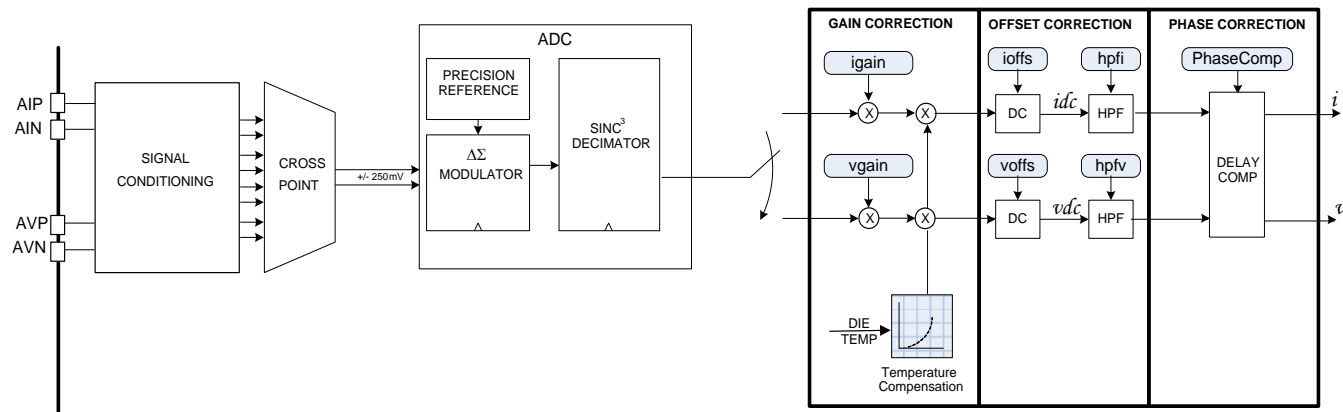 GAIN CORRECTION
OFFSET CORRECTION
PHASE CORRECTION
ADC
igain
ioffs
hpfi
PhaseComp
AIP
AIN
PRECISION
REFERENCE
SINC³
DECIMATOR
X
X
DC
idc
HPF
i
SIGNAL
CONDITIONING
CROSS
POINT
+/- 250mV
ΔΣ
MODULATOR
vgain
voffs
hpfv
DELAY
COMP
AVP
AVN
X
X
DC
vdc
HPF
v
DIE
TEMP
Temperature
Compensation